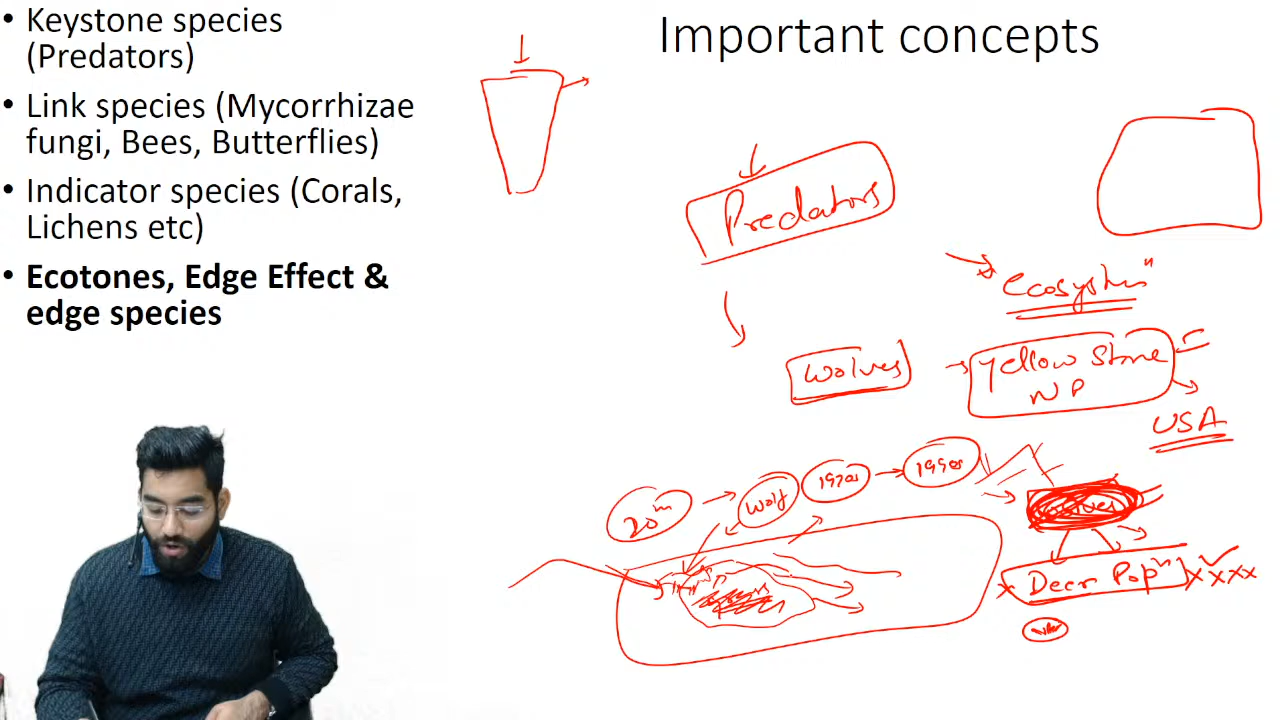 Important concepts
• Keystone species
(Predators)
• Link species (Mycorrhizae
fungi, Bees, Butterflies)
• Indicator species (Corals,
Lichens etc)
• Ecotones, Edge Effect &
edge species
Predators
ecosystem
Wolves
Yellow Stone
NP
USA
20th
Wolf
1970s
1990s
Deer Popn